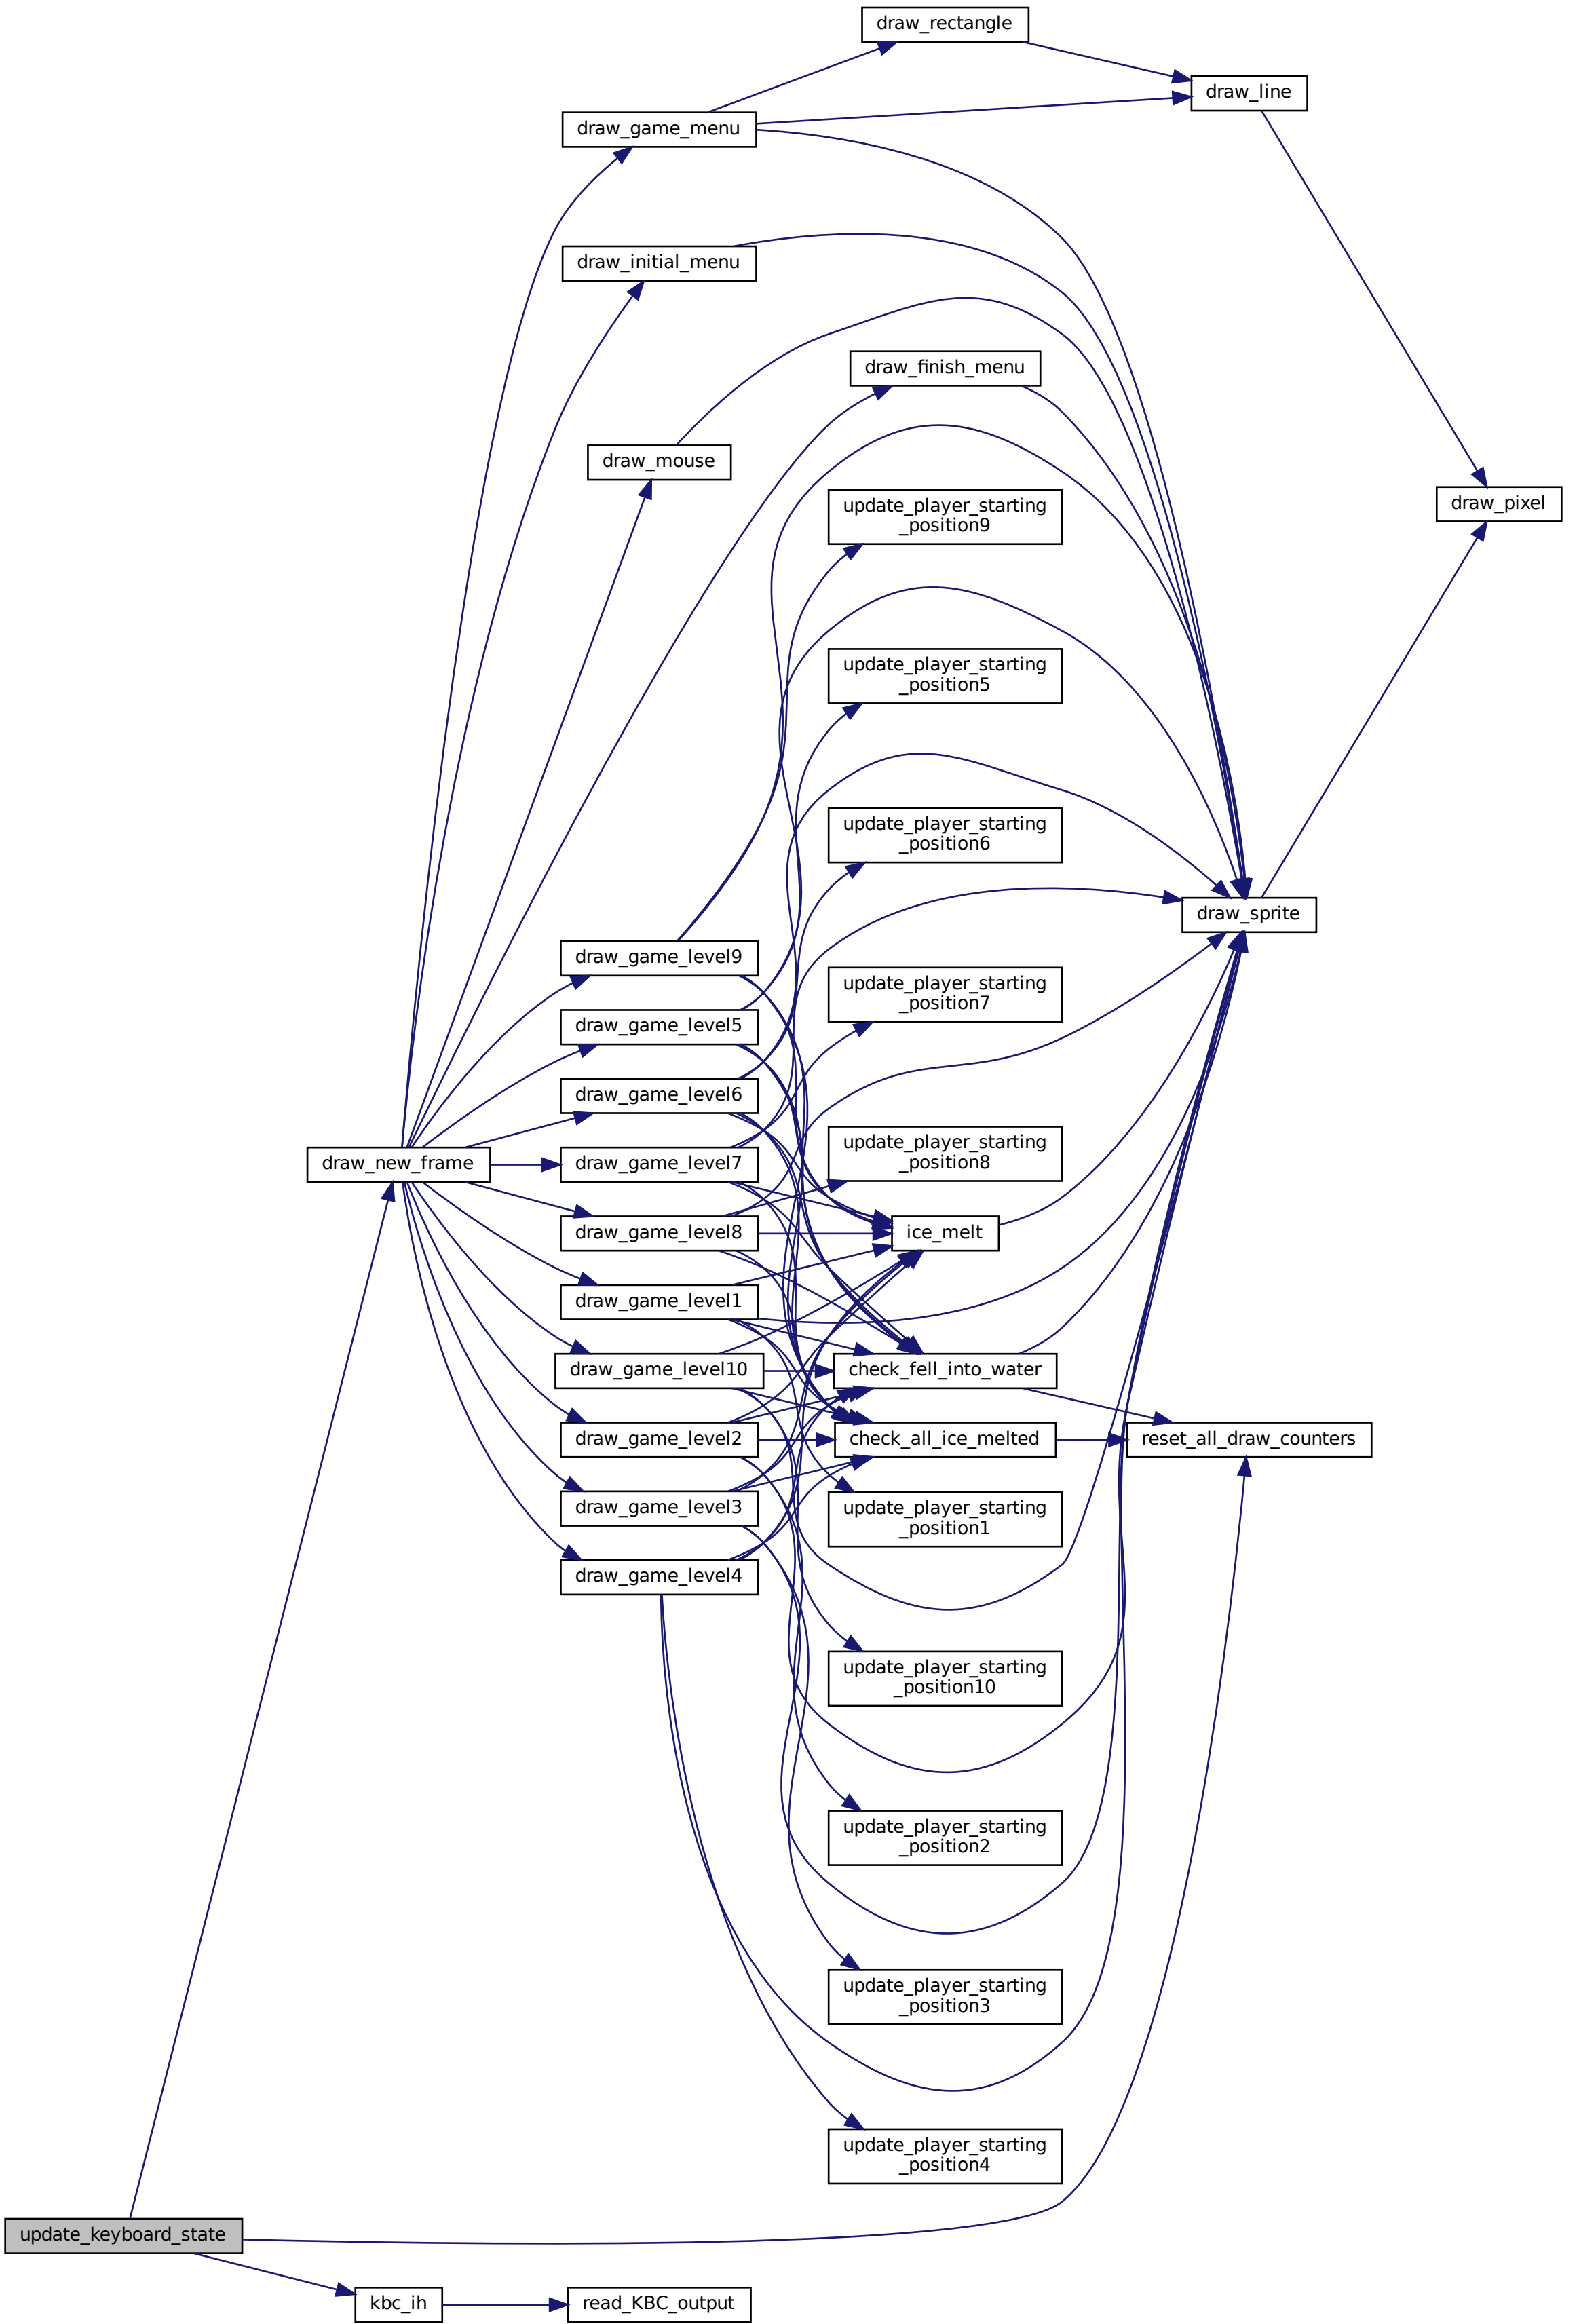 draw_rectangle
draw_line
draw_game_menu
draw_initial_menu
draw_finish_menu
draw_mouse
update_player_starting
_position9
draw_pixel
update_player_starting
_position5
update_player_starting
_position6
draw_sprite
draw_game_level9
update_player_starting
_position7
draw_game_level5
draw_game_level6
update_player_starting
_position8
draw_new_frame
draw_game_level7
draw_game_level8
ice_melt
draw_game_level1
draw_game_level10
check_fell_into_water
draw_game_level2
check_all_ice_melted
reset_all_draw_counters
draw_game_level3
update_player_starting
_position1
draw_game_level4
update_player_starting
_position10
update_player_starting
_position2
update_player_starting
_position3
update_player_starting
_position4
update_keyboard_state
kbc_ih
read_KBC_output